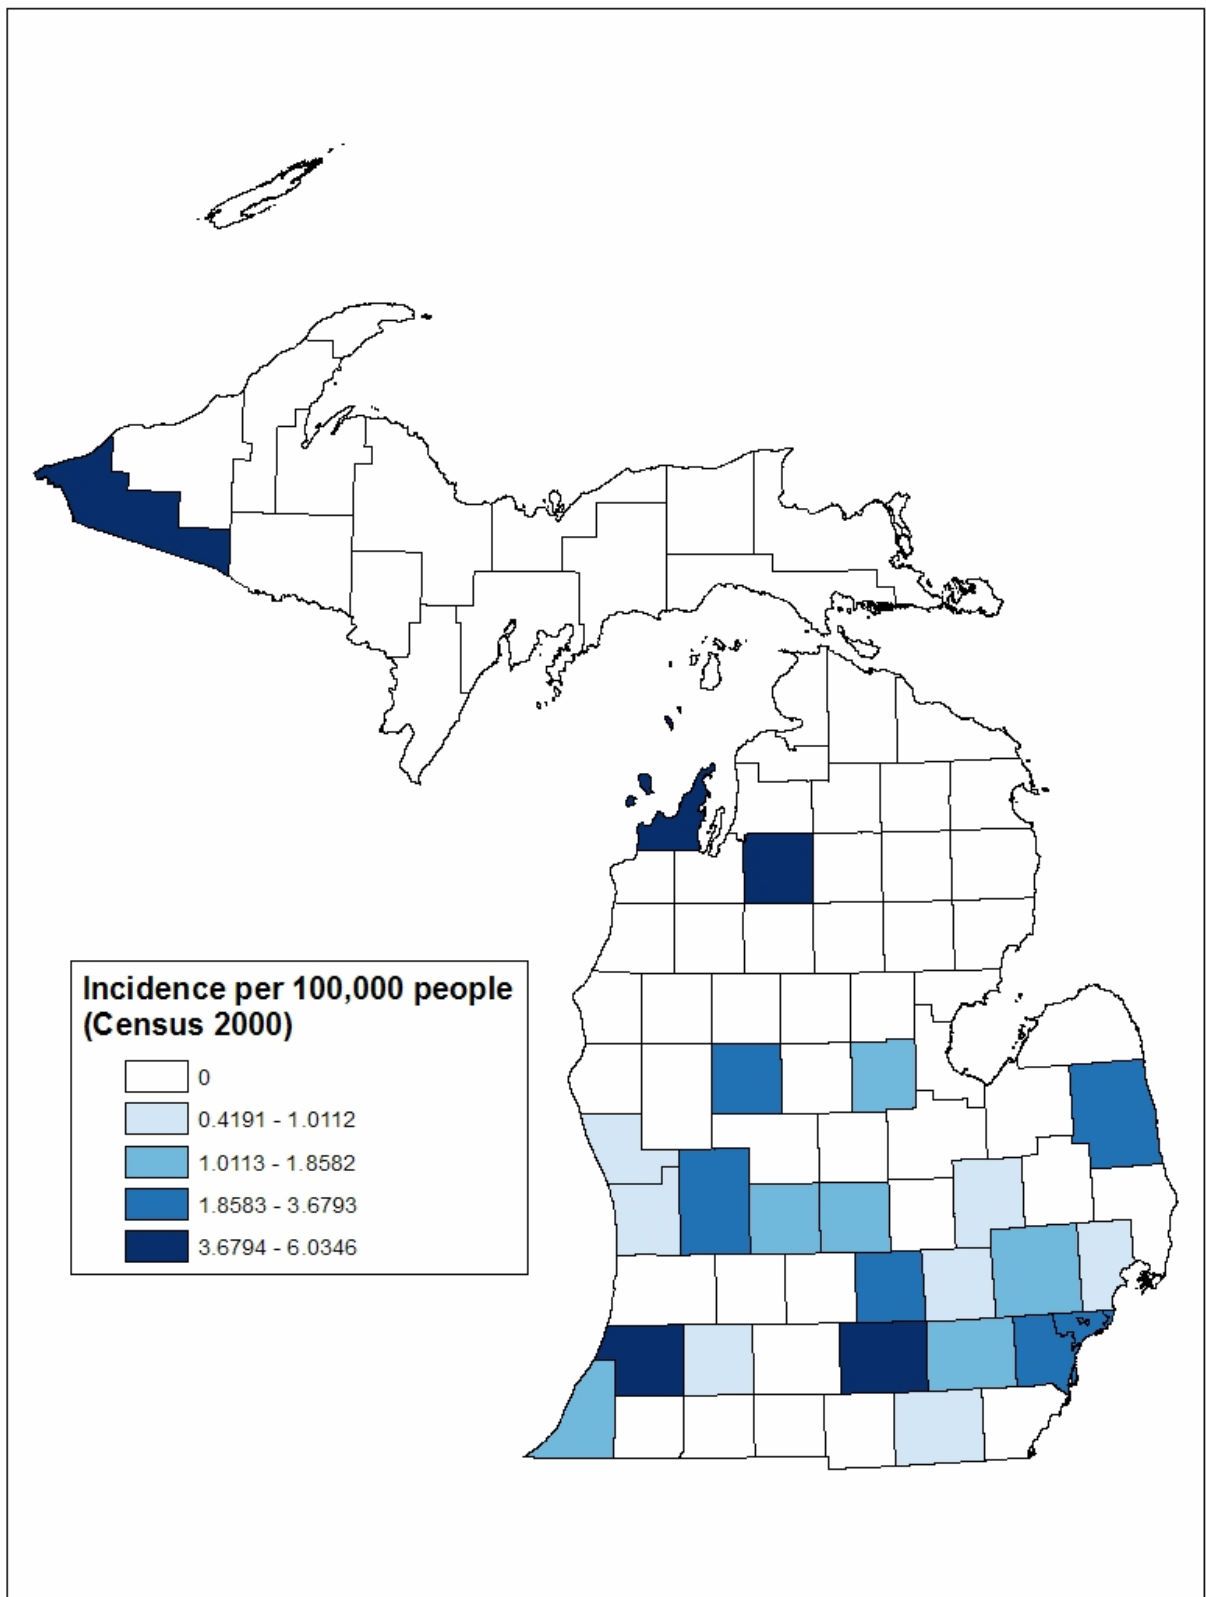 Incidence per 100,000 people
(Census 2000)
0
0.4191 - 1.0112
1.0113 - 1.8582
1.8583 - 3.6793
3.6794 - 6.0346